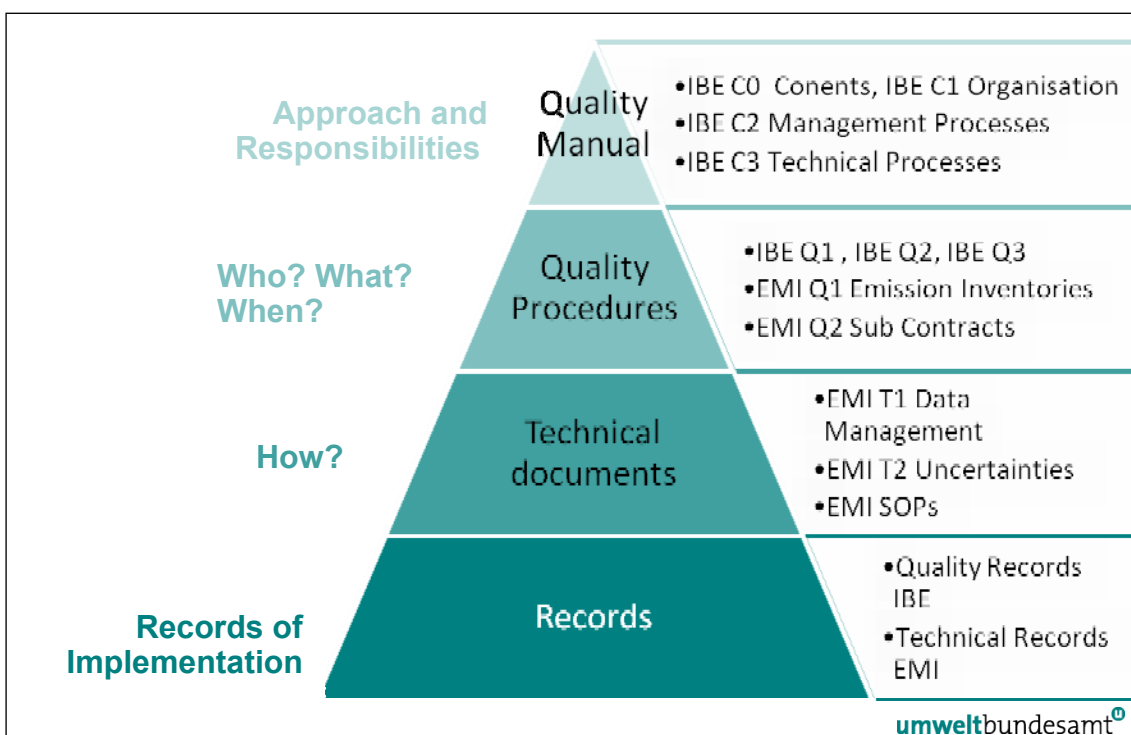 Approach and
Responsibilities
Quality
Manual
•IBE C0 Conents, IBE C1 Organisation
•IBE C2 Management Processes
•IBE C3 Technical Processes
Who? What?
When?
Quality
Procedures
•IBE Q1 , IBE Q2, IBE Q3
•EMI Q1 Emission Inventories
•EMI Q2 Sub Contracts
How?
Technical
documents
•EMI T1 Data
Management
•EMI T2 Uncertainties
•EMI SOPs
Records of
Implementation
Records
•Quality Records
IBE
•Technical Records
EMI
umweltbundesamt
u